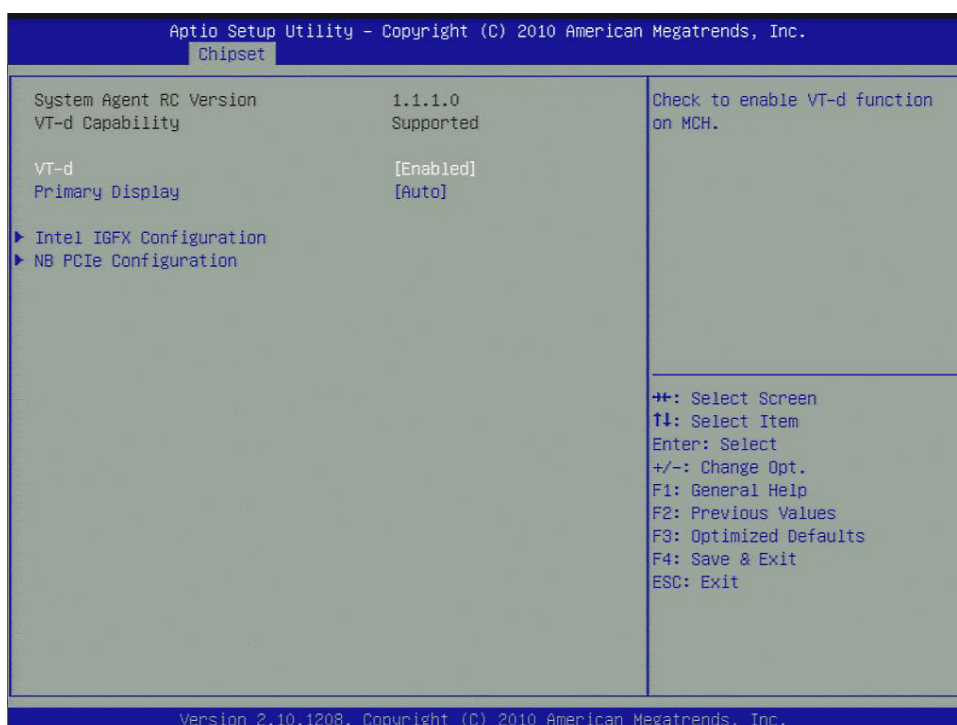 Aptio Setup Utility – Copyright (C) 2010 American Megatrends, Inc.
Chipset
System Agent RC Version 1.1.1.0
VT-d Capability Supported
VT-d [Enabled]
Primary Display [Auto]
Intel IGFX Configuration
NB PCIe Configuration
Check to enable VT-d function
on MCH.
→←: Select Screen
↑↓: Select Item
Enter: Select
+/-: Change Opt.
F1: General Help
F2: Previous Values
F3: Optimized Defaults
F4: Save & Exit
ESC: Exit
Version 2.10.1208. Copyright (C) 2010 American Megatrends, Inc.